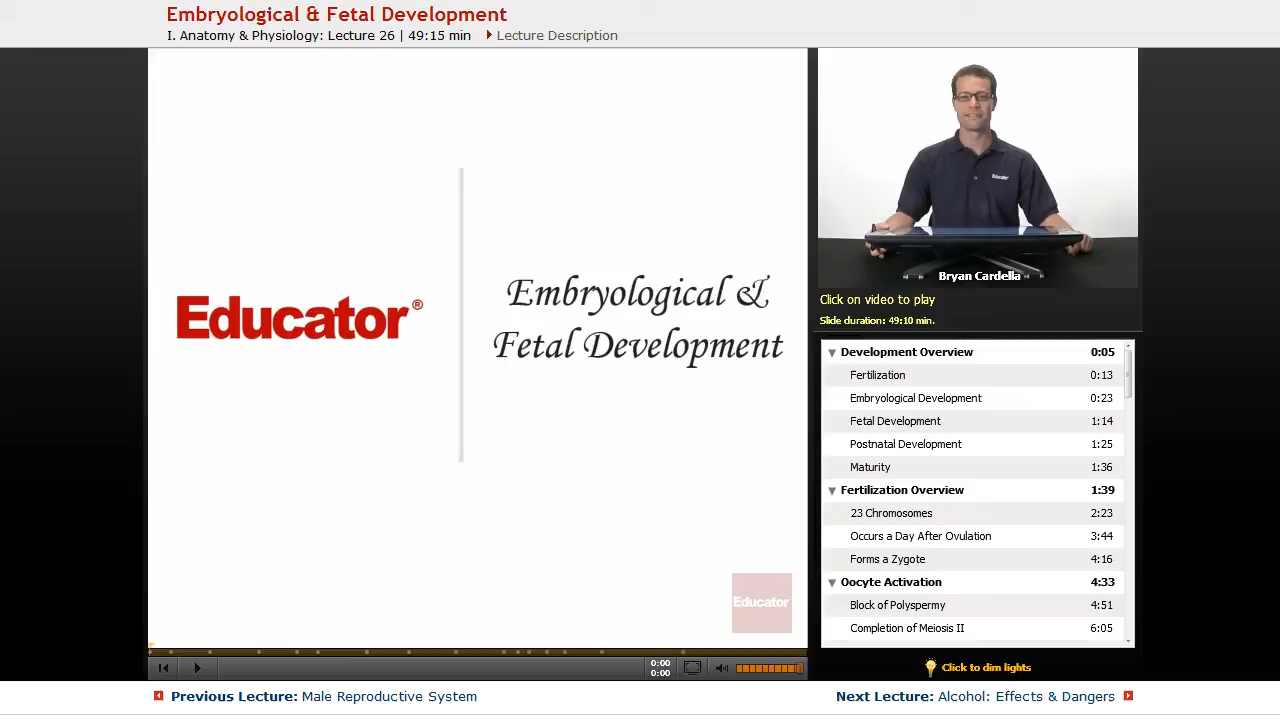 Embryological & Fetal Development
I. Anatomy & Physiology: Lecture 26 | 49:15 min Lecture Description
Educator®
Embryological &
Fetal Development
Educator
Educator
Bryan Cardella
Click on video to play
Slide duration: 49:10 min.
Development Overview 0:05
Fertilization 0:13
Embryological Development 0:23
Fetal Development 1:14
Postnatal Development 1:25
Maturity 1:36
Fertilization Overview 1:39
23 Chromosomes 2:23
Occurs a Day After Ovulation 3:44
Forms a Zygote 4:16
Oocyte Activation 4:33
Block of Polyspermy 4:51
Completion of Meiosis II 6:05
0:00
0:00
Click to dim lights
Previous Lecture: Male Reproductive System
Next Lecture: Alcohol: Effects & Dangers